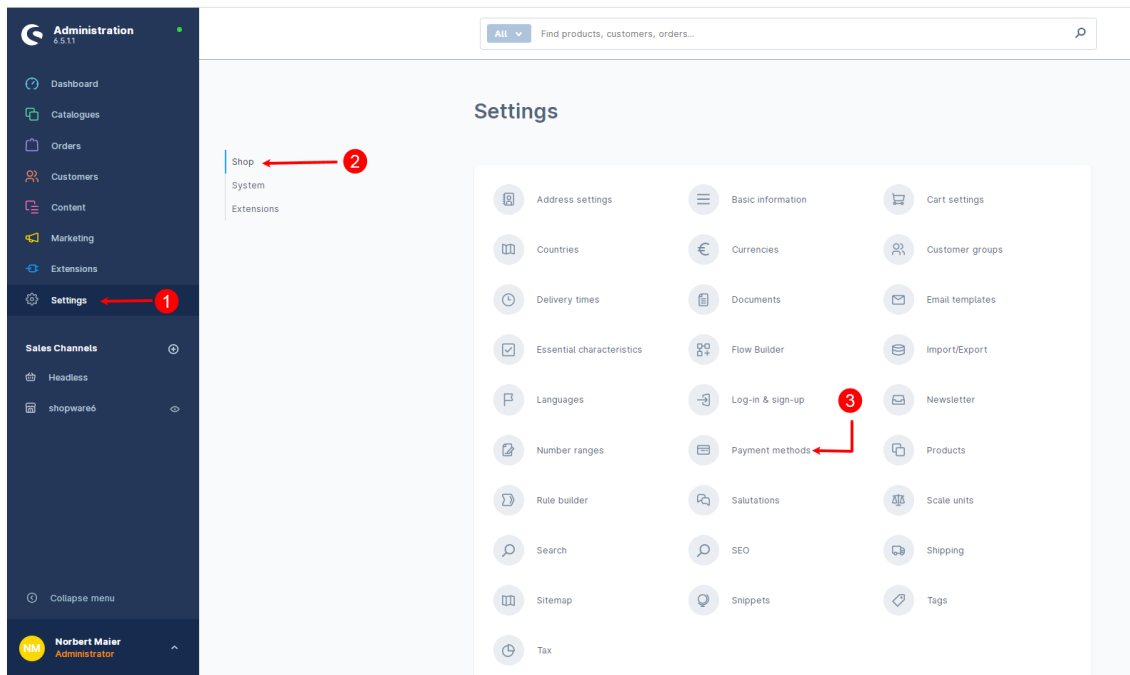 Administration
6.5.1.1
All
Find products, customers, orders...
Dashboard
Catalogues
Orders
Customers
Content
Marketing
Extensions
Settings
1
Sales Channels
Headless
shopware6
Collapse menu
NM
Norbert Maier
Administrator
Settings
Shop
2
System
Extensions
Address settings
Basic information
Cart settings
Countries
Currencies
Customer groups
Delivery times
Documents
Email templates
Essential characteristics
Flow Builder
Import/Export
Languages
Log-in & sign-up
3
Newsletter
Number ranges
Payment methods
Products
Rule builder
Salutations
Scale units
Search
SEO
Shipping
Sitemap
Snippets
Tags
Tax